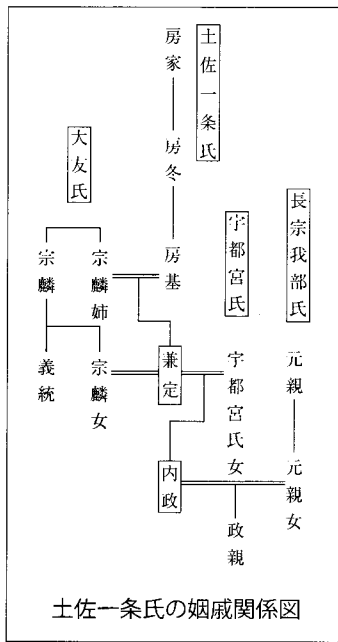 長宗我部氏
元親
元親女
宇都宮氏
宇都宮氏女
政親
土佐一条氏
房家
房冬
房基
兼定
内政
大友氏
宗麟姉
宗麟女
宗麟
義統
土佐一条氏の姻戚関係図